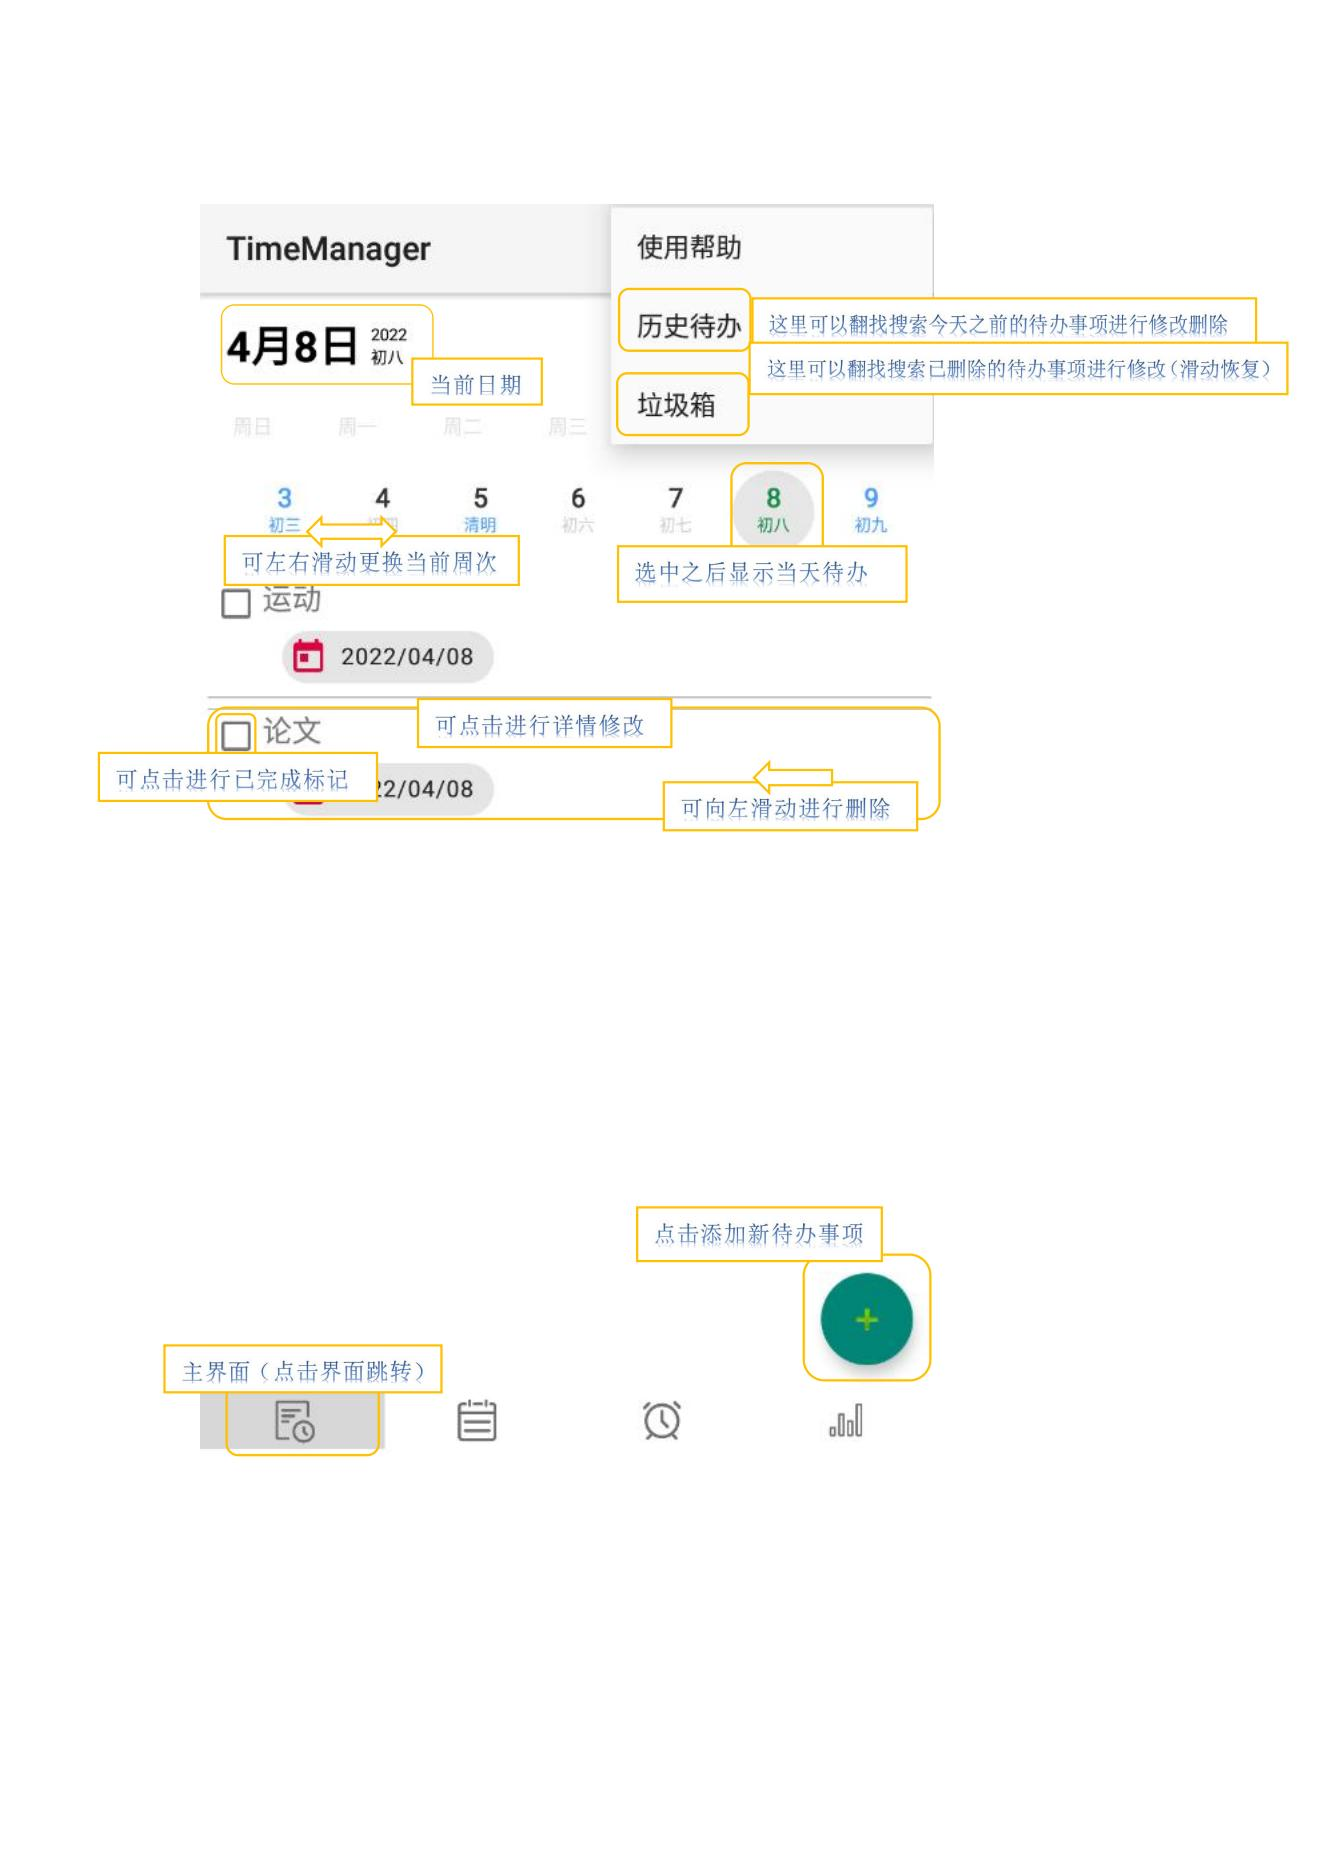 TimeManager
使用帮助
历史待办
这里可以翻找搜索今天之前的待办事项进行修改删除
4月8日
2022
初八
当前日期
这里可以翻找搜索已删除的待办事项进行修改（滑动恢复）
垃圾箱
周日 周一 周二 周三
3 4 5 6 7 8 9
初三 清明 初六 初七 初八 初九
可左右滑动更换当前周次
选中之后显示当天待办
运动
2022/04/08
可点击进行详情修改
论文
可点击进行已完成标记
22/04/08
可向左滑动进行删除
点击添加新待办事项
+
主界面（点击界面跳转）